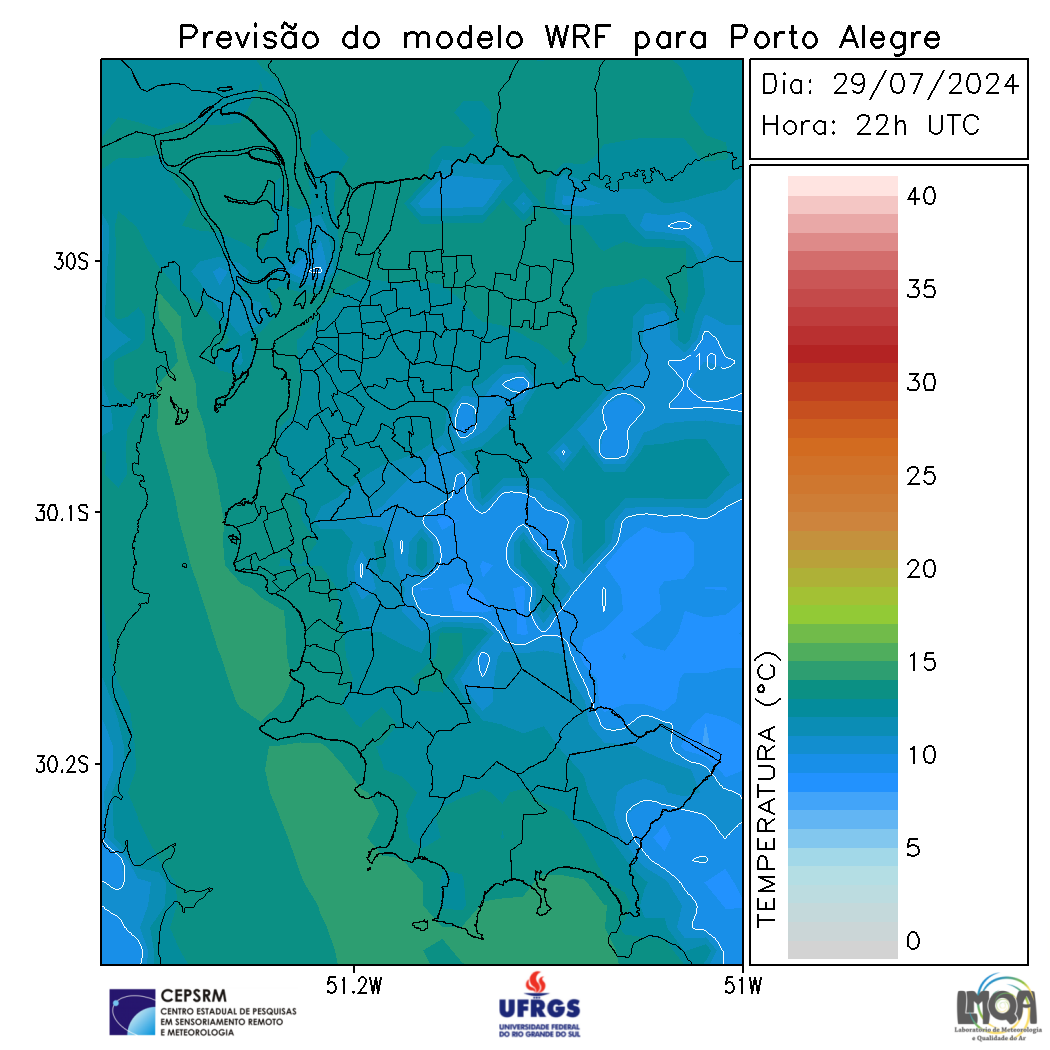 Previsão do modelo WRF para Porto Alegre
Dia: 29/07/2024
Hora: 22h UTC
40
35
30
25
20
15
10
5
0
TEMPERATURA (°C)
30S
30.1S
30.2S
51.2W
51W
10
CEPSRM
CENTRO ESTADUAL DE PESQUISAS
EM SENSORIAMENTO REMOTO
E METEOROLOGIA
UFRGS
UNIVERSIDADE FEDERAL
DO RIO GRANDE DO SUL
LMQA
Laboratório de Meteorologia
e Qualidade do Ar